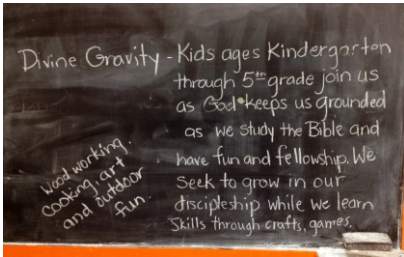 Divine Gravity - Kids ages Kindergarten
through 5th grade join us
as God keeps us grounded
as we study the Bible and
have fun and fellowship. We
seek to grow in our
discipleship while we learn
skills through crafts, games,
wood working.
cooking, art
and outdoor
fun.